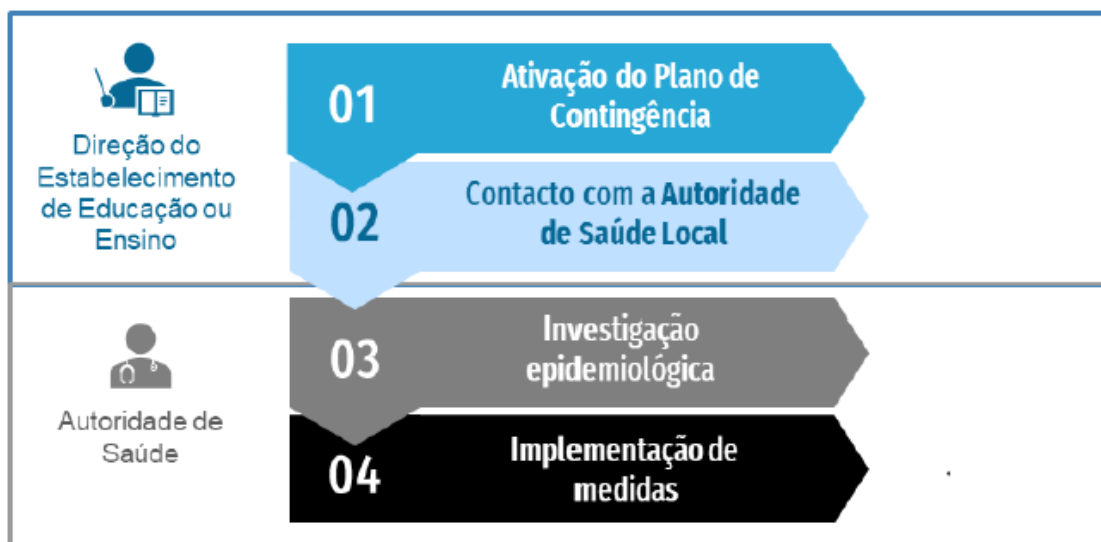 Direção do
Estabelecimento
de Educação ou
Ensino
01
Ativação do Plano de
Contingência
02
Contacto com a Autoridade
de Saúde Local
Autoridade de
Saúde
03
Investigação
epidemiológica
04
Implementação de
medidas
.